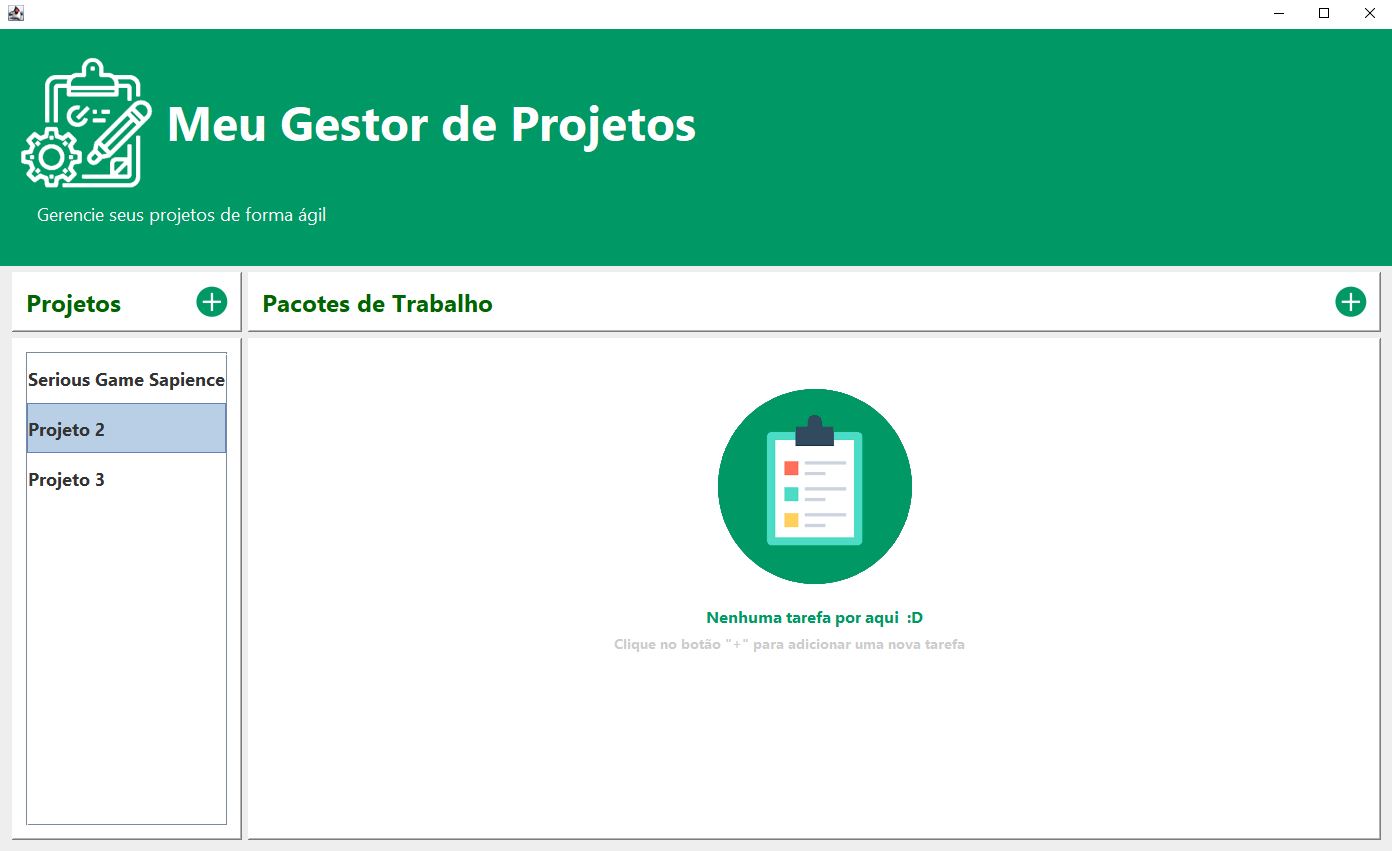 Meu Gestor de Projetos
Gerencie seus projetos de forma ágil
Projetos
Pacotes de Trabalho
Serious Game Sapience
Projeto 2
Projeto 3
Nenhuma tarefa por aqui :D
Clique no botão "+" para adicionar uma nova tarefa